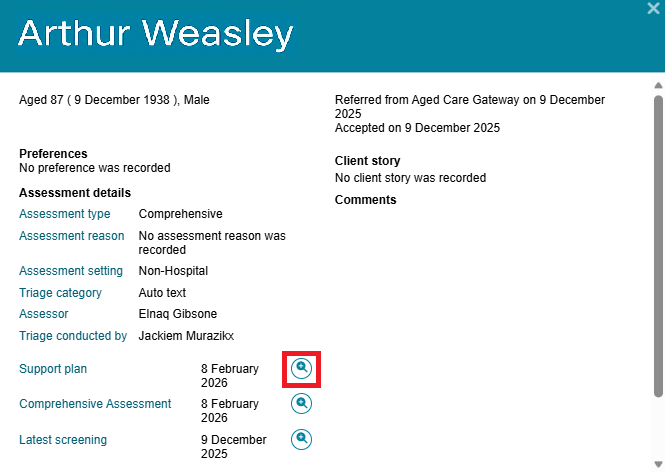 Arthur Weasley
Aged 87 ( 9 December 1938 ), Male
Preferences
No preference was recorded
Assessment details
Assessment type Comprehensive
Assessment reason No assessment reason was
recorded
Assessment setting Non-Hospital
Triage category Auto text
Assessor Elnaq Gibsone
Triage conducted by Jackiem Murazikx
Support plan 8 February
2026
Comprehensive Assessment 8 February
2026
Latest screening 9 December
2025
Referred from Aged Care Gateway on 9 December
2025
Accepted on 9 December 2025
Client story
No client story was recorded
Comments